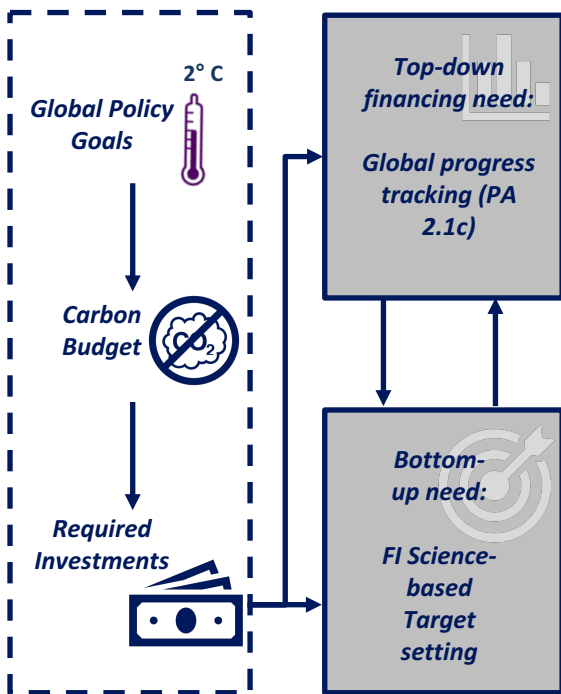 2° C
Global Policy
Goals
Carbon
Budget
CO2
Required
Investments
Top-down
financing need:
Global progress
tracking (PA
2.1c)
Bottom-
up need:
FI Science-
based
Target
setting